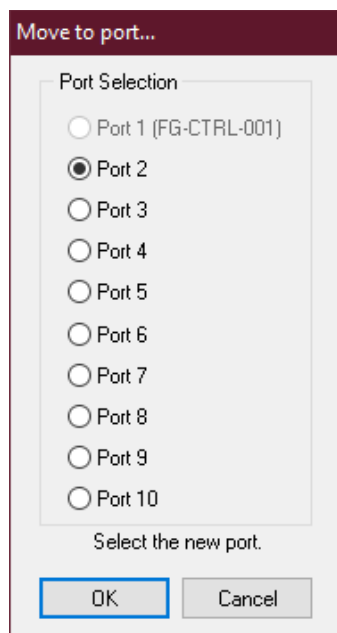 Move to port...
Port Selection
Port 1 (FG-CTRL-001)
Port 2
Port 3
Port 4
Port 5
Port 6
Port 7
Port 8
Port 9
Port 10
Select the new port.
OK Cancel